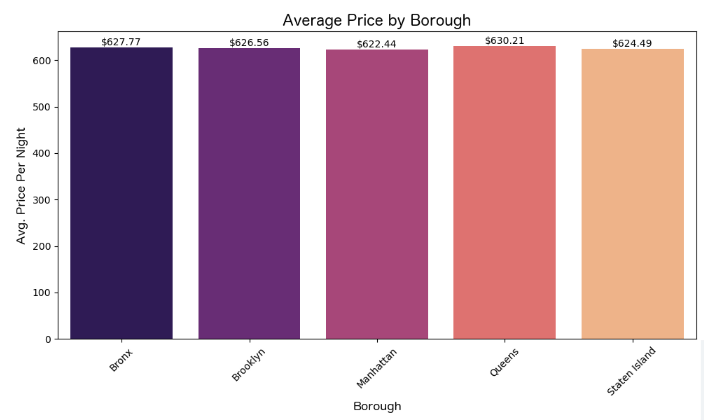 Average Price by Borough
$627.77
$626.56
$622.44
$630.21
$624.49
600
500
400
300
200
100
0
Avg. Price Per Night
Bronx
Brooklyn
Manhattan
Queens
Staten Island
Borough